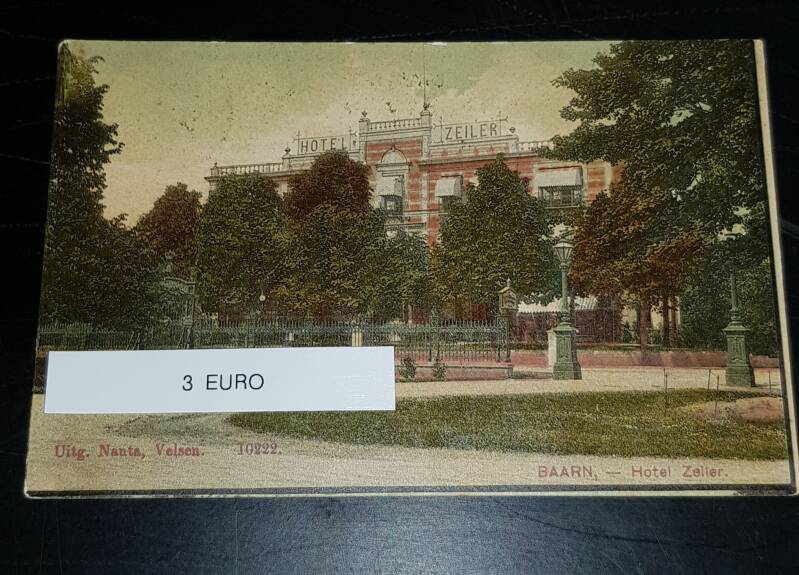 HOTEL ZEILER
3 EURO
Uitg. Nauta, Velsen. 10222.
BAARN, — Hotel Zeiler.